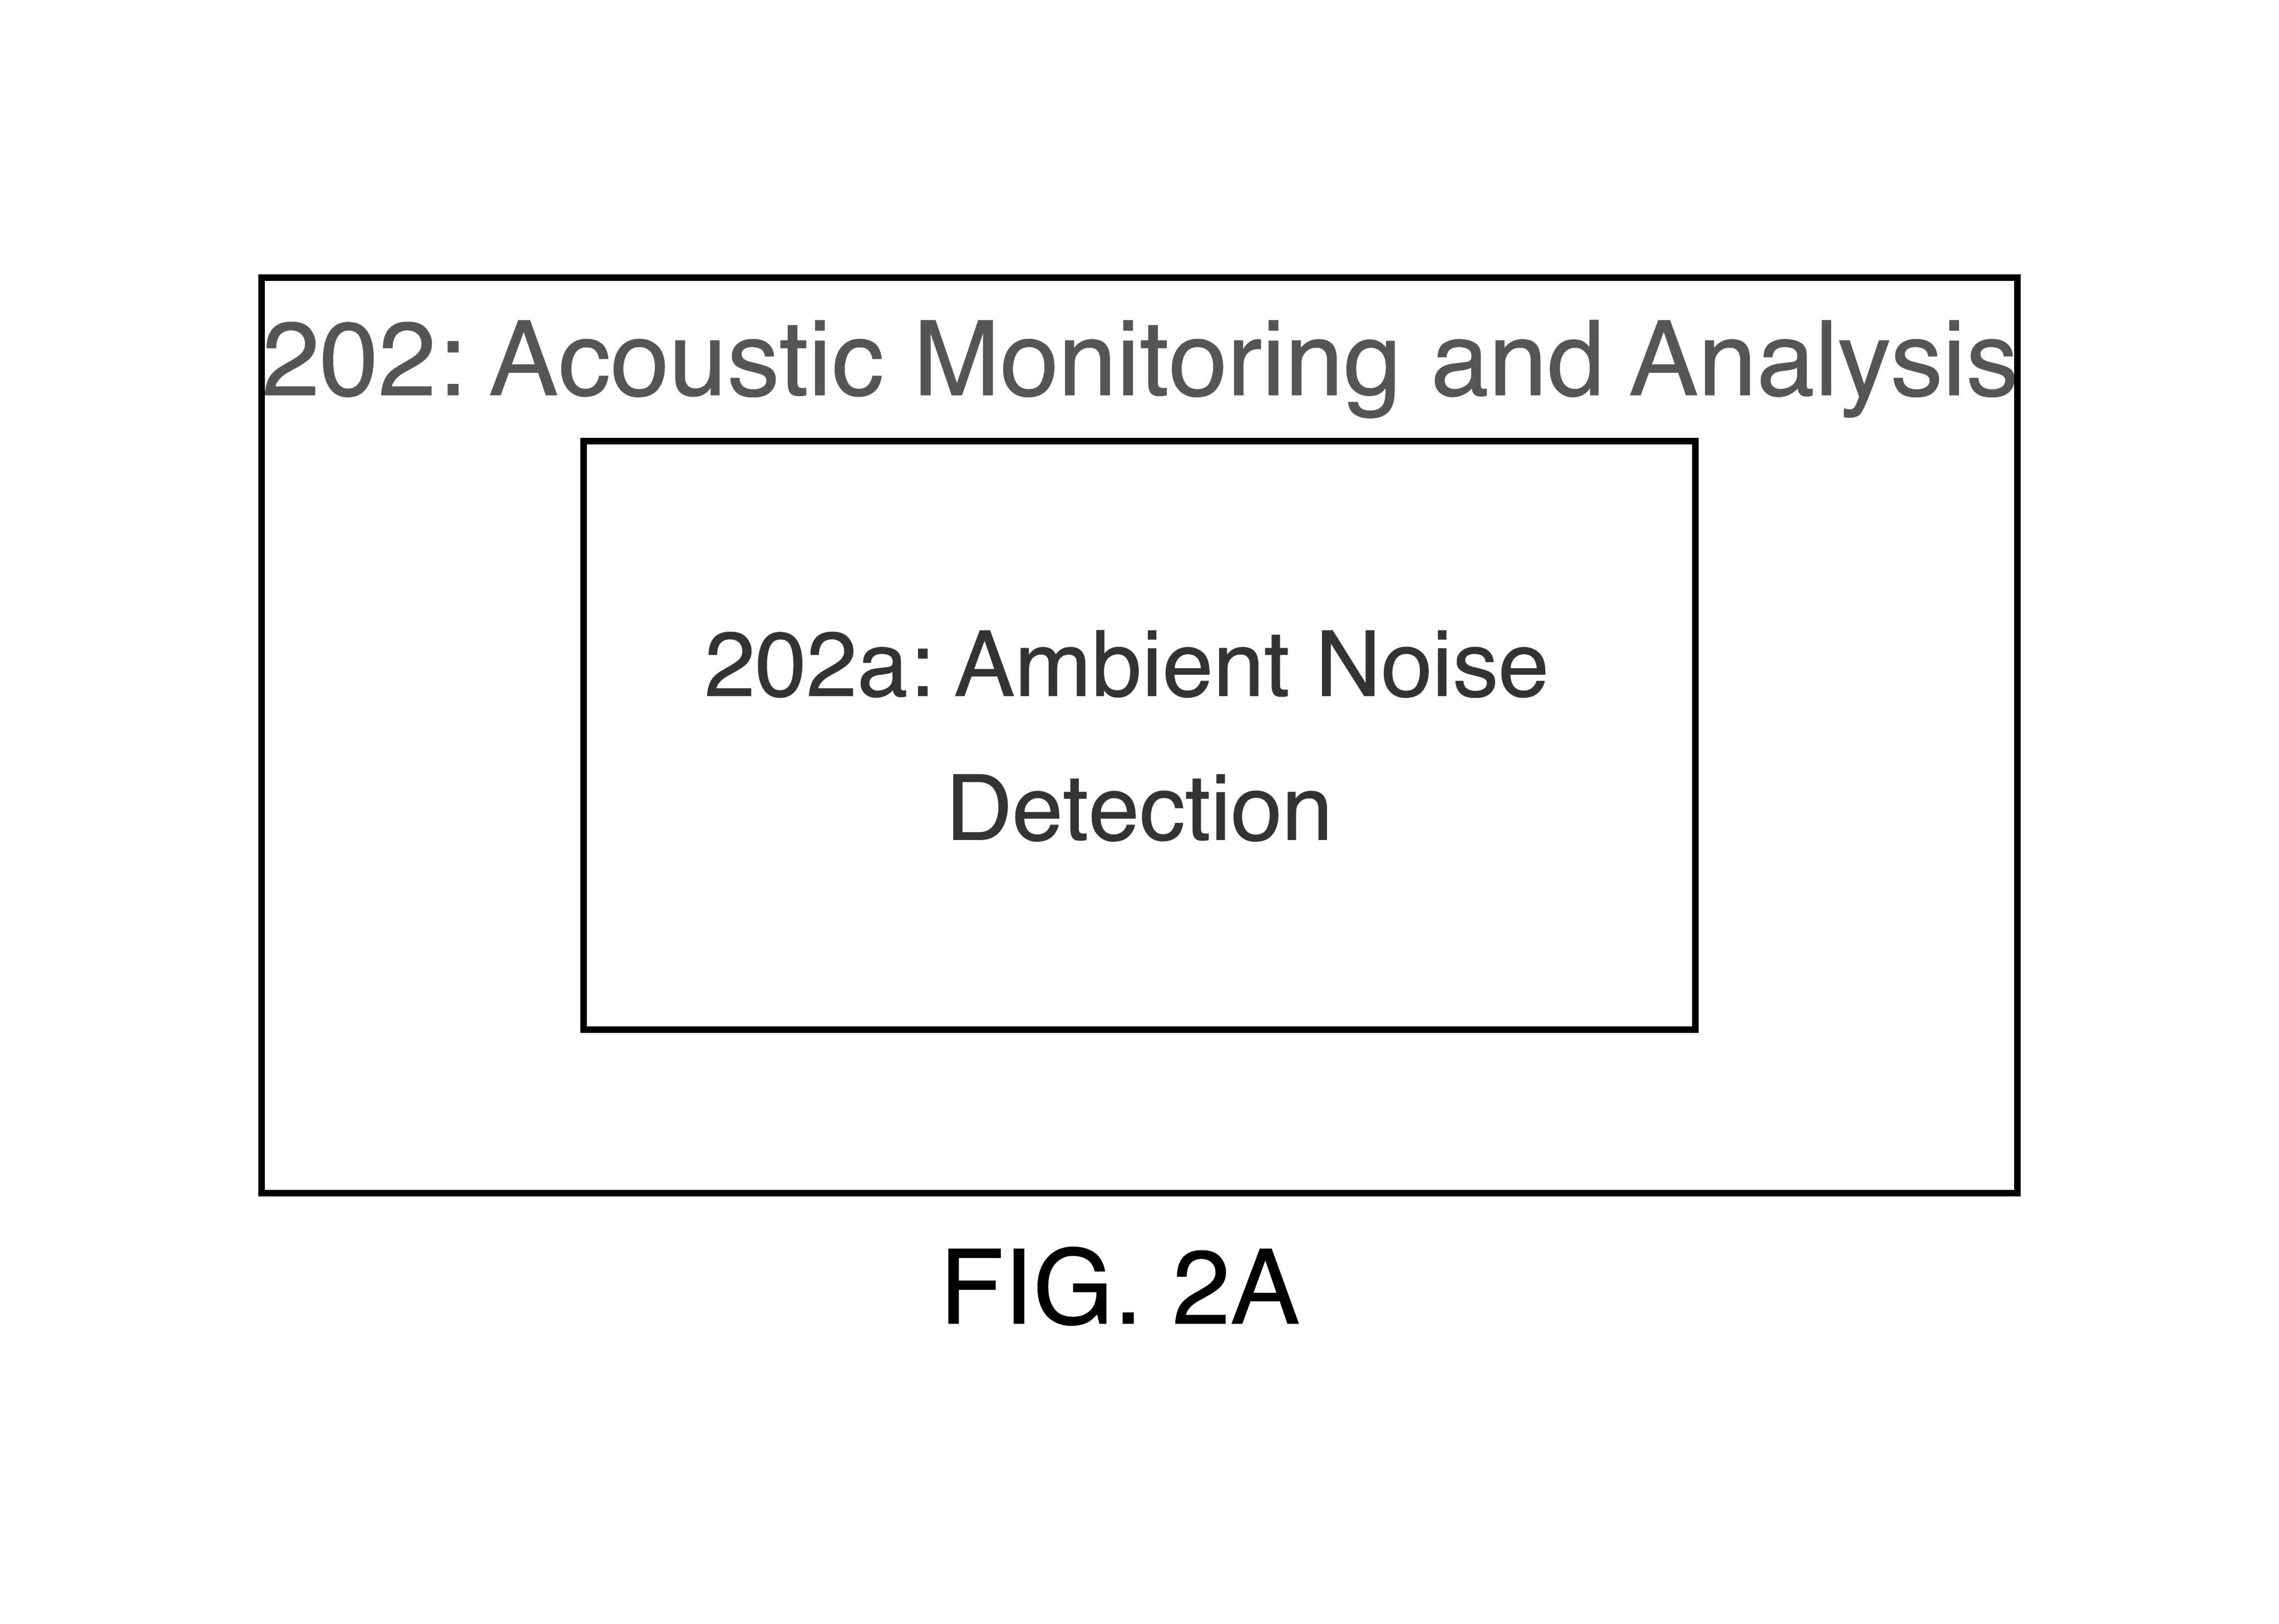 202: Acoustic Monitoring and Analysis
202a: Ambient Noise
Detection
FIG. 2A